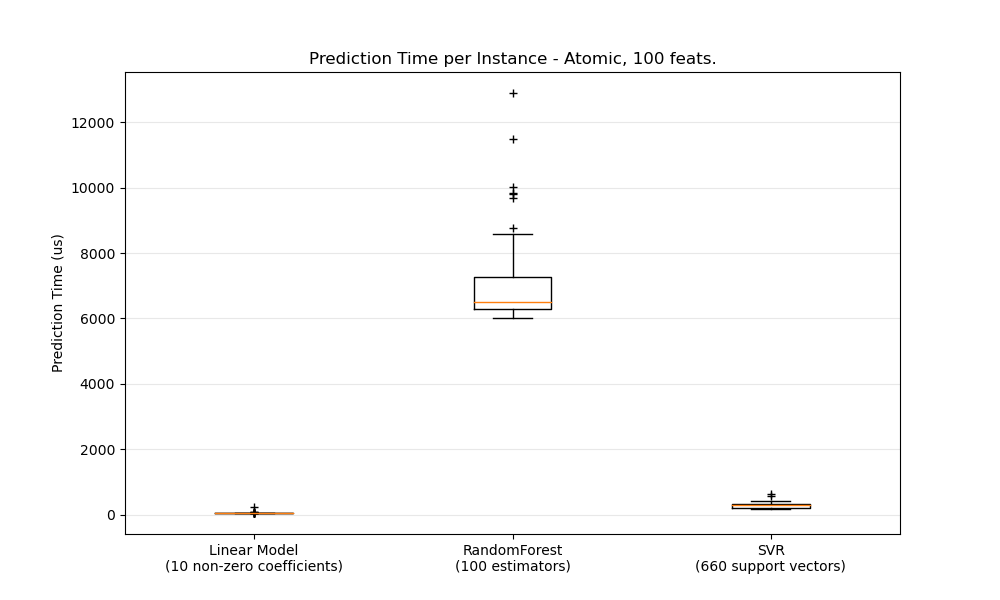 Prediction Time per Instance - Atomic, 100 feats.
Prediction Time (us)
12000
10000
8000
6000
4000
2000
0
Linear Model
(10 non-zero coefficients)
RandomForest
(100 estimators)
SVR
(660 support vectors)